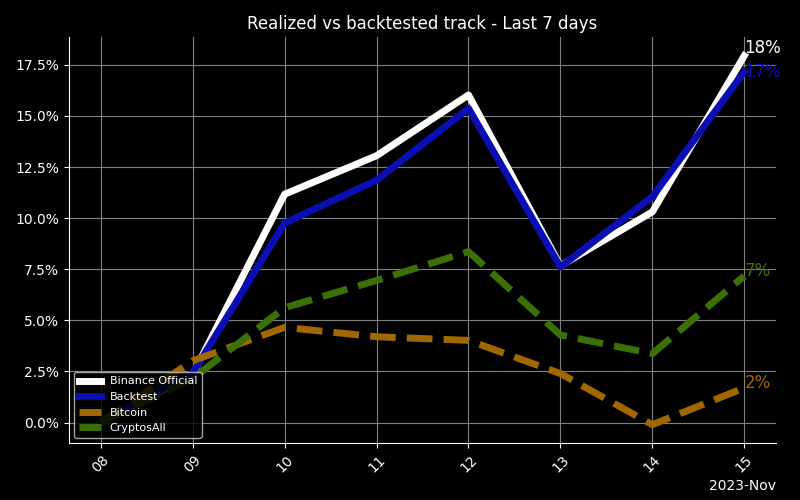 Realized vs backtested track - Last 7 days
18%
17%
17.5%
15.0%
12.5%
10.0%
7.5%
7%
5.0%
2.5%
2%
0.0%
Binance Official
Backtest
Bitcoin
CryptosAll
08 09 10 11 12 13 14 15
2023-Nov